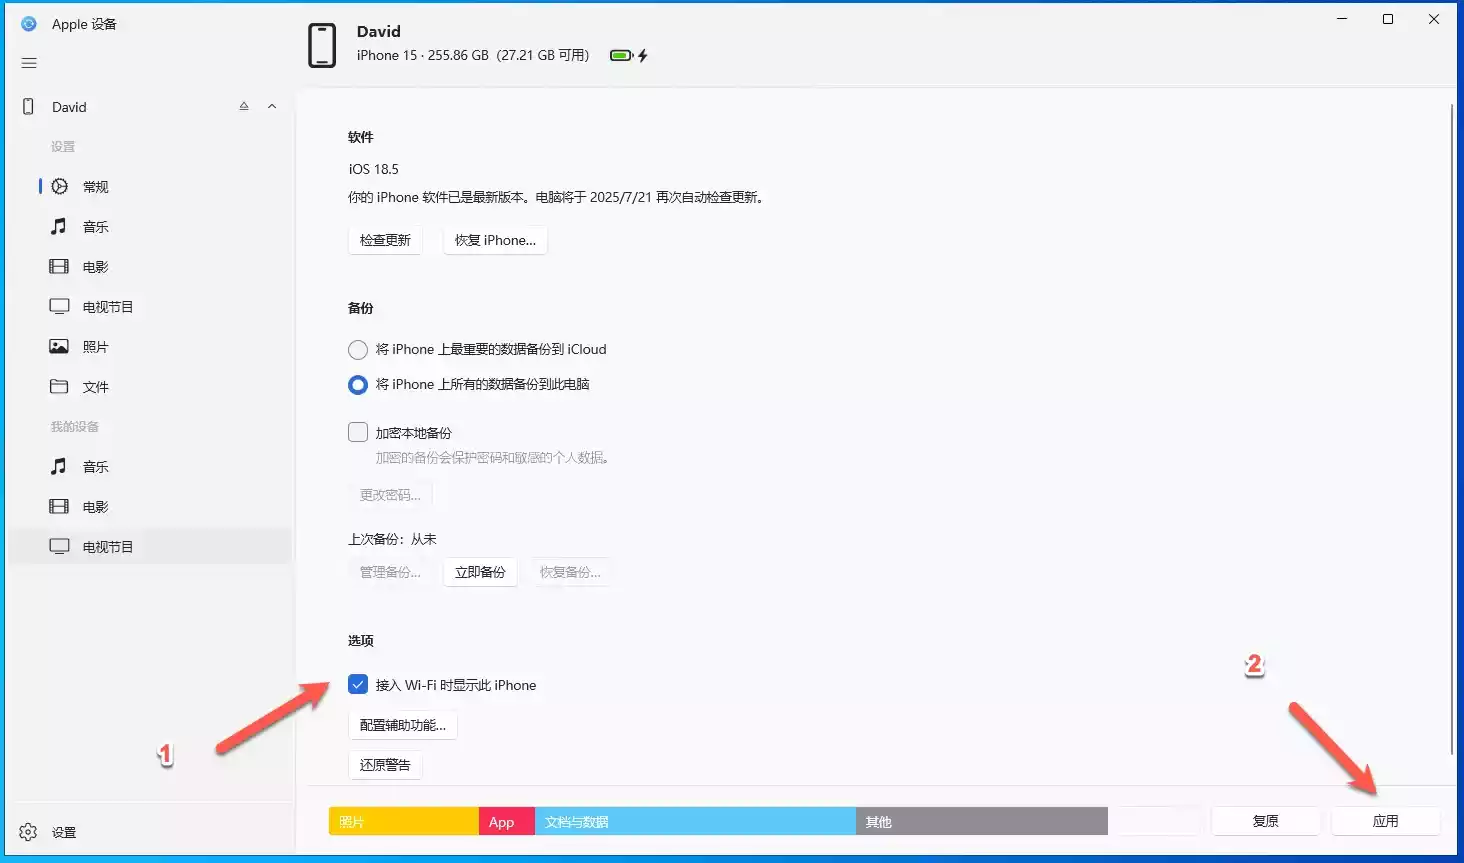 Apple 设备
David
iPhone 15 · 255.86 GB（27.21 GB 可用）
David
设置
常规
音乐
电影
电视节目
照片
文件
我的设备
音乐
电影
电视节目
设置
软件
iOS 18.5
你的 iPhone 软件已是最新版本。电脑将于 2025/7/21 再次自动检查更新。
检查更新 恢复 iPhone...
备份
将 iPhone 上最重要的数据备份到 iCloud
将 iPhone 上所有的数据备份到此电脑
加密本地备份
加密的备份会保护密码和敏感的个人数据。
更改密码...
上次备份：从未
管理备份... 立即备份 恢复备份...
选项
接入 Wi-Fi 时显示此 iPhone
配置辅助功能...
还原警告
1
2
照片 App 文档与数据 其他 复原 应用